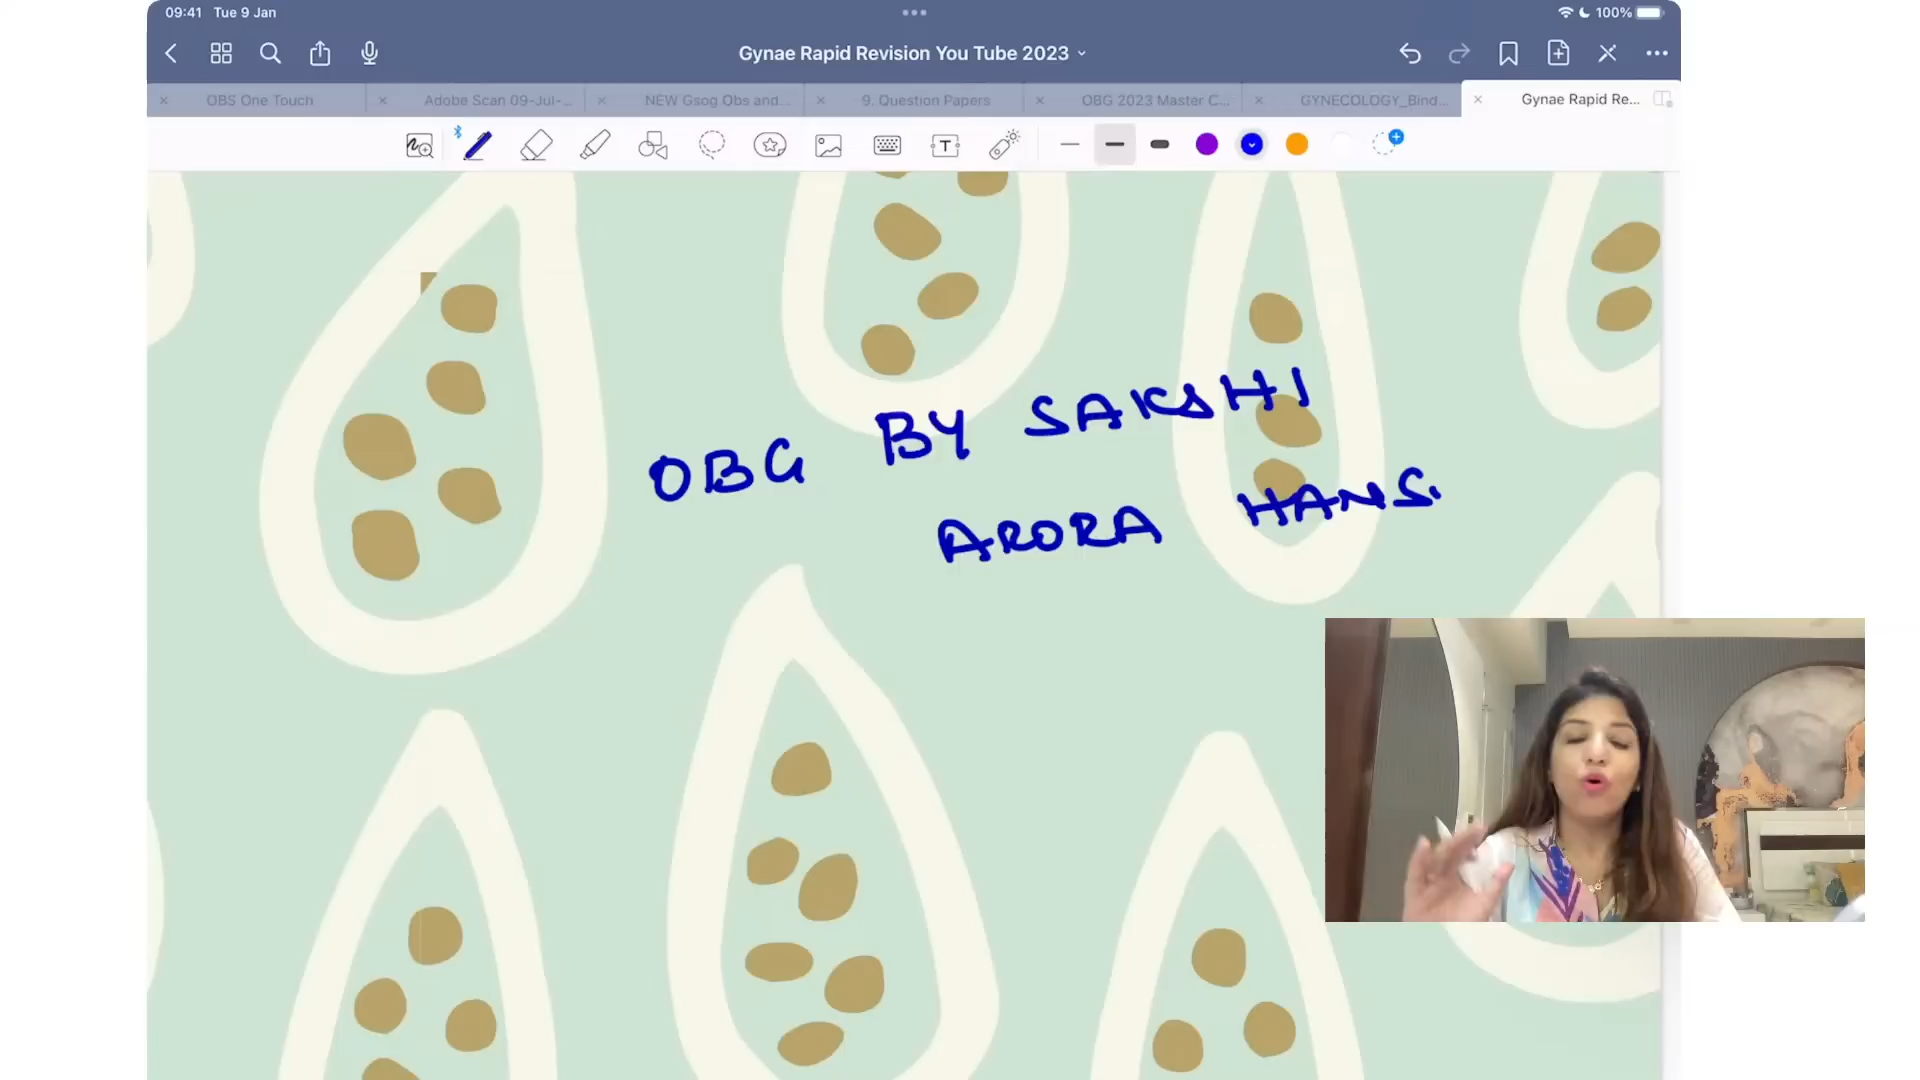 09:41 Tue 9 Jan
100%
Gynae Rapid Revision You Tube 2023
OBS One Touch
Adobe Scan 09-Jul-...
NEW Gsog Obs and...
9. Question Papers
OBG 2023 Master C...
GYNECOLOGY_Bind...
Gynae Rapid Re...
T
OBG BY SAKSHI
ARORA HANS.